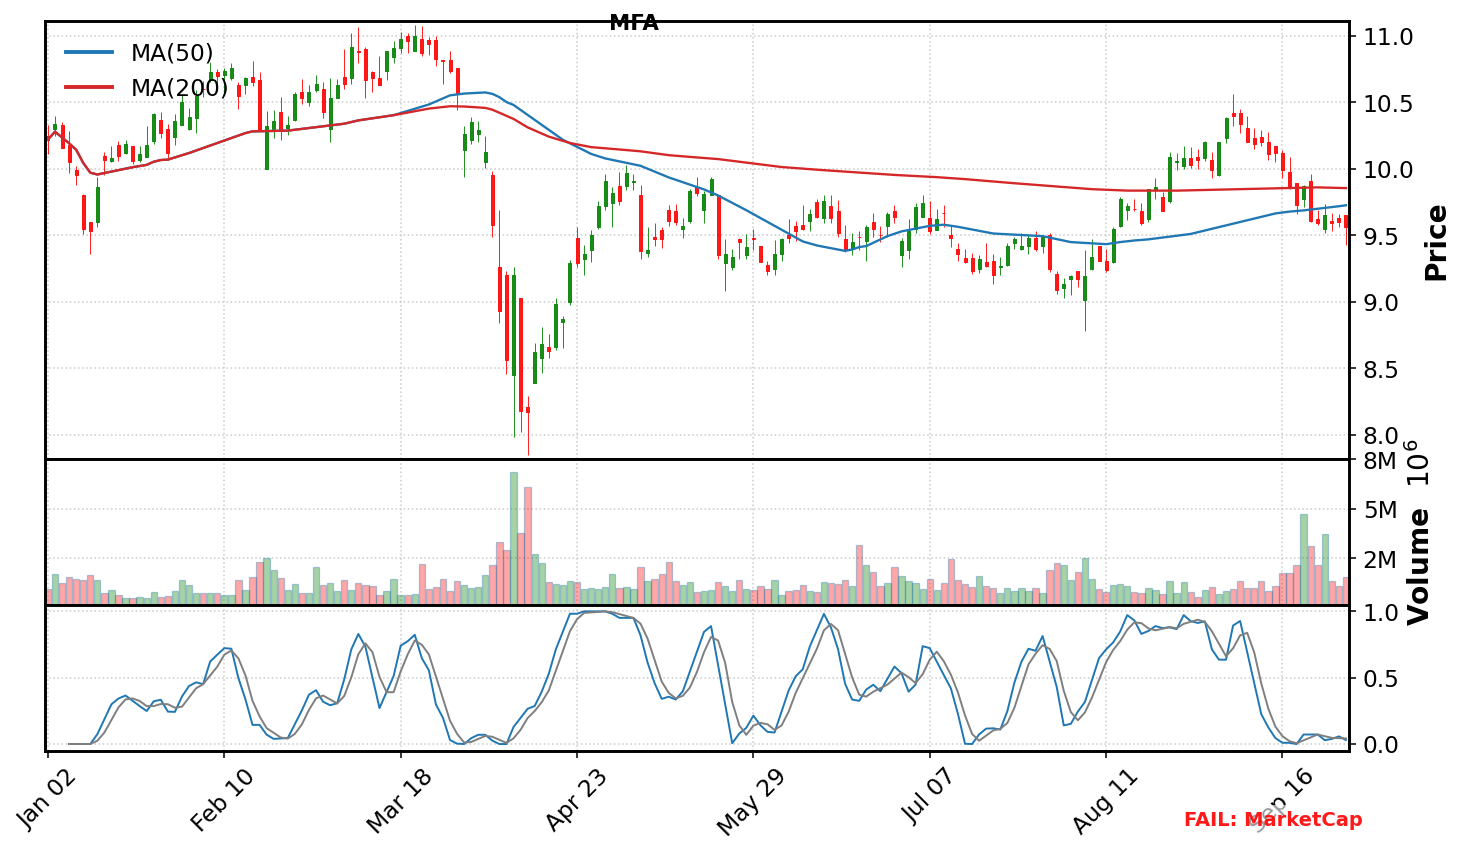 MFA
MA(50)
MA(200)
11.0
10.5
10.0
9.5
9.0
8.5
8.0
Price
8M
5M
2M
Volume 10⁶
1.0
0.5
0.0
Jan 02
Feb 10
Mar 18
Apr 23
May 29
Jul 07
Aug 11
Sep 16
FAIL: MarketCap